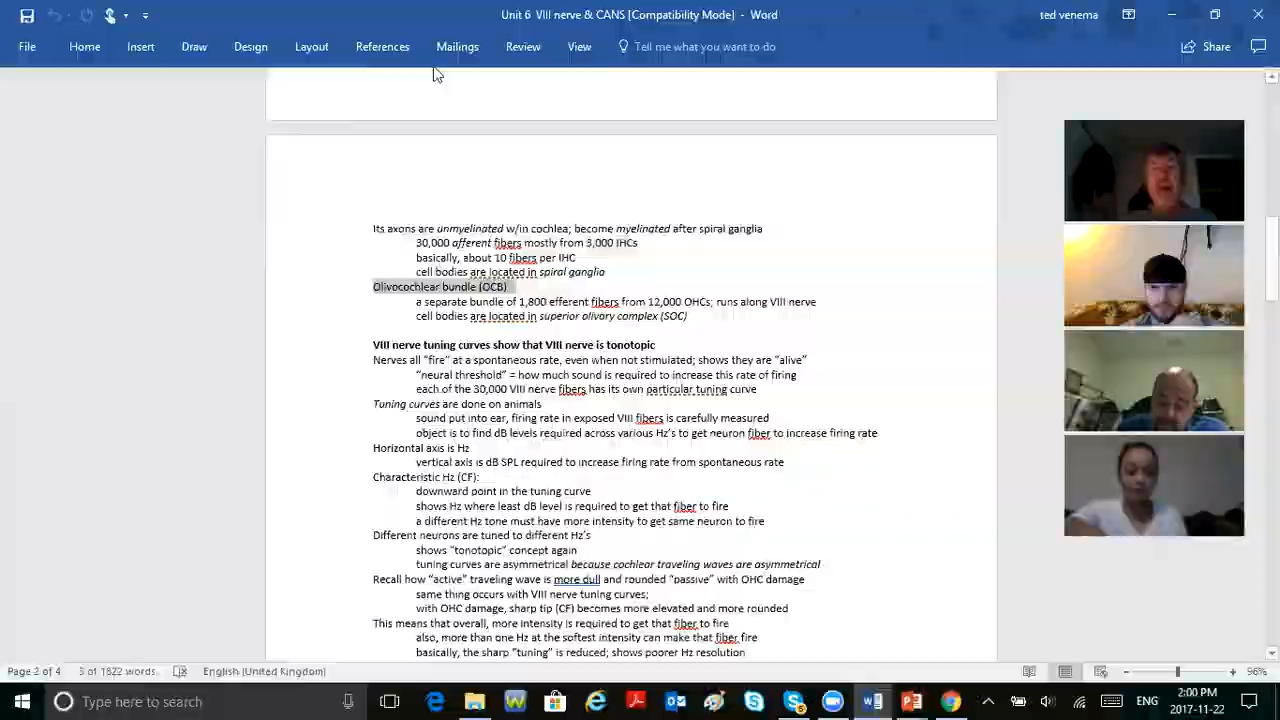 Unit 6 VIII nerve & CANS [Compatibility Mode] - Word
ted venema
File Home Insert Draw Design Layout References Mailings Review View Tell me what you want to do Share
Its axons are unmyelinated w/in cochlea; become myelinated after spiral ganglia
30,000 afferent fibers mostly from 3,000 IHCs
basically, about 10 fibers per IHC
cell bodies are located in spiral ganglia
Olivocochlear bundle (OCB)
a separate bundle of 1,800 efferent fibers from 12,000 OHCs; runs along VIII nerve
cell bodies are located in superior olivary complex (SOC)
VIII nerve tuning curves show that VIII nerve is tonotopic
Nerves all “fire” at a spontaneous rate, even when not stimulated; shows they are “alive”
“neural threshold” = how much sound is required to increase this rate of firing
each of the 30,000 VIII nerve fibers has its own particular tuning curve
Tuning curves are done on animals
sound put into ear, firing rate in exposed VIII fibers is carefully measured
object is to find dB levels required across various Hz’s to get neuron fiber to increase firing rate
Horizontal axis is Hz
vertical axis is dB SPL required to increase firing rate from spontaneous rate
Characteristic Hz (CF):
downward point in the tuning curve
shows Hz where least dB level is required to get that fiber to fire
a different Hz tone must have more intensity to get same neuron to fire
Different neurons are tuned to different Hz’s
shows “tonotopic” concept again
tuning curves are asymmetrical because cochlear traveling waves are asymmetrical
Recall how “active” traveling wave is more dull and rounded “passive” with OHC damage
same thing occurs with VIII nerve tuning curves;
with OHC damage, sharp tip (CF) becomes more elevated and more rounded
This means that overall, more intensity is required to get that fiber to fire
also, more than one Hz at the softest intensity can make that fiber fire
basically, the sharp “tuning” is reduced; shows poorer Hz resolution
Page 2 of 4 3 of 1822 words English (United Kingdom) 96%
Type here to search
ENG
2:00 PM
2017-11-22